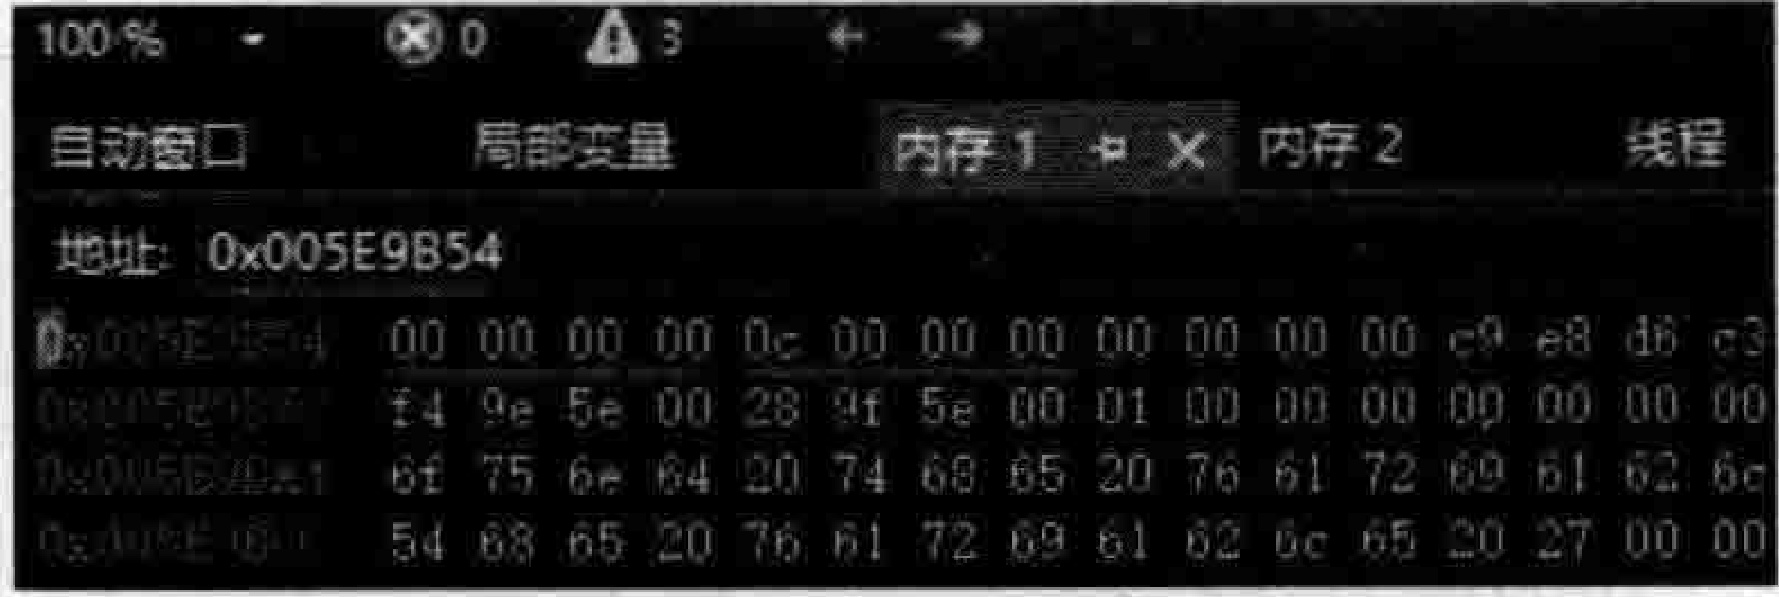 100 % 0 3
自动窗口 局部变量 内存 1 内存 2 线程
地址: 0x005E9B54
00 00 00 00 0c 00 00 00 00 00 00 00 c9 e8 d6 c3
f4 9e 5e 00 28 9f 5e 00 01 00 00 00 00 00 00 00
6f 75 6e 64 20 74 68 65 20 76 61 72 69 61 62 6c
54 68 65 20 76 61 72 69 61 62 6c 65 20 27 00 00